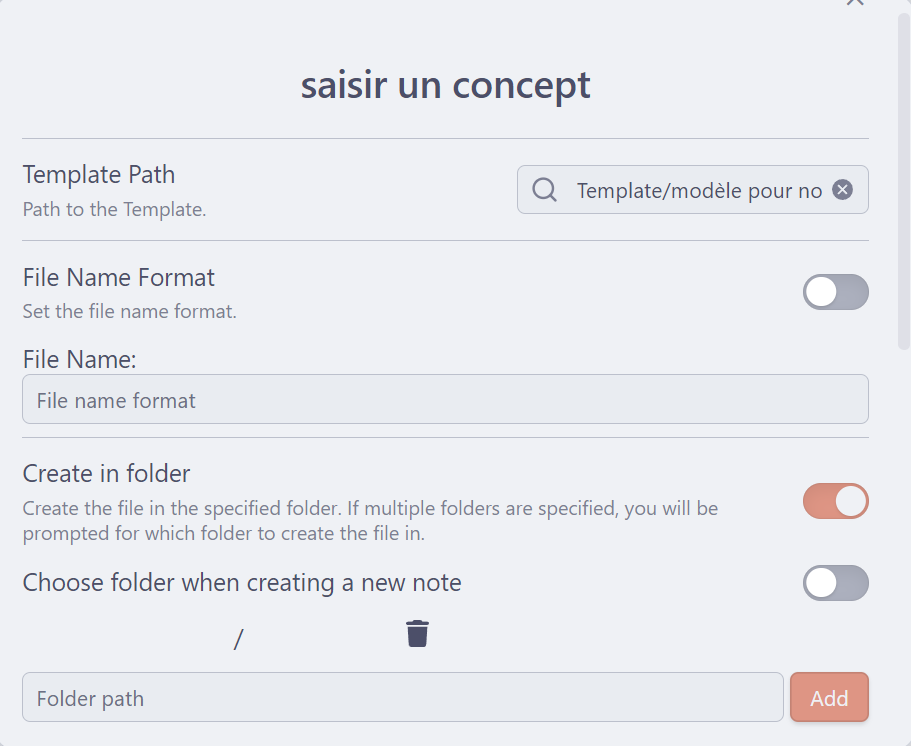 saisir un concept
Template Path
Path to the Template.
Template/modèle pour no
File Name Format
Set the file name format.
File Name:
File name format
Create in folder
Create the file in the specified folder. If multiple folders are specified, you will be
prompted for which folder to create the file in.
Choose folder when creating a new note
/
Folder path
Add